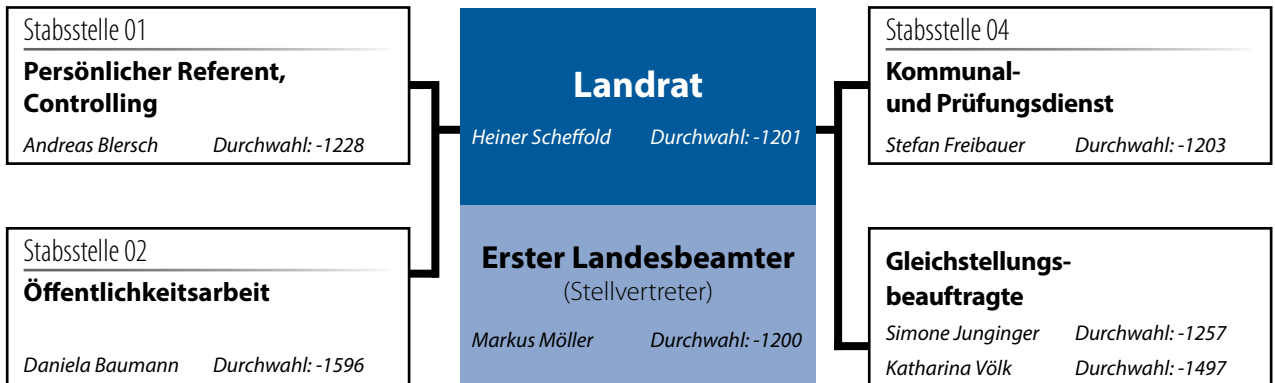 Stabsstelle 01
Persönlicher Referent,
Controlling
Andreas Blersch Durchwahl: -1228
Stabsstelle 02
Öffentlichkeitsarbeit
Daniela Baumann Durchwahl: -1596
Landrat
Heiner Scheffold Durchwahl: -1201
Erster Landesbeamter
(Stellvertreter)
Markus Möller Durchwahl: -1200
Stabsstelle 04
Kommunal-
und Prüfungsdienst
Stefan Freibauer Durchwahl: -1203
Gleichstellungs-
beauftragte
Simone Junginger Durchwahl: -1257
Katharina Völk Durchwahl: -1497